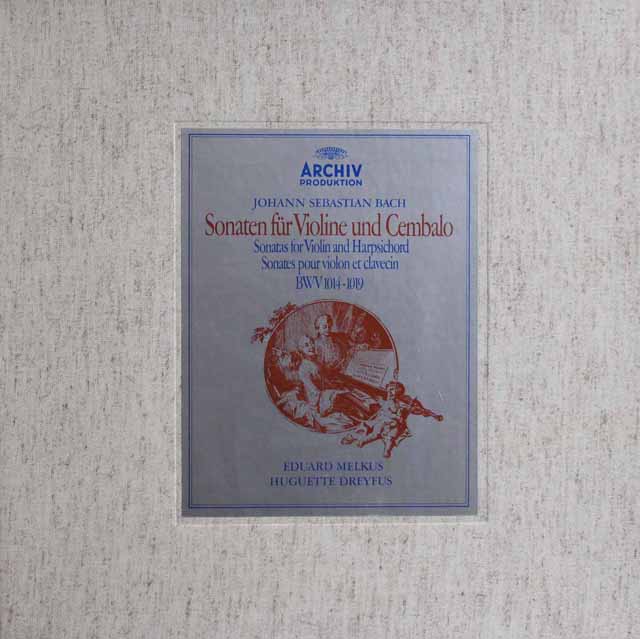 ARCHIV
PRODUKTION
JOHANN SEBASTIAN BACH
Sonaten für Violine und Cembalo
Sonatas for Violin and Harpsichord
Sonates pour violon et clavecin
BWV 1014-1019
EDUARD MELKUS
HUGUETTE DREYFUS